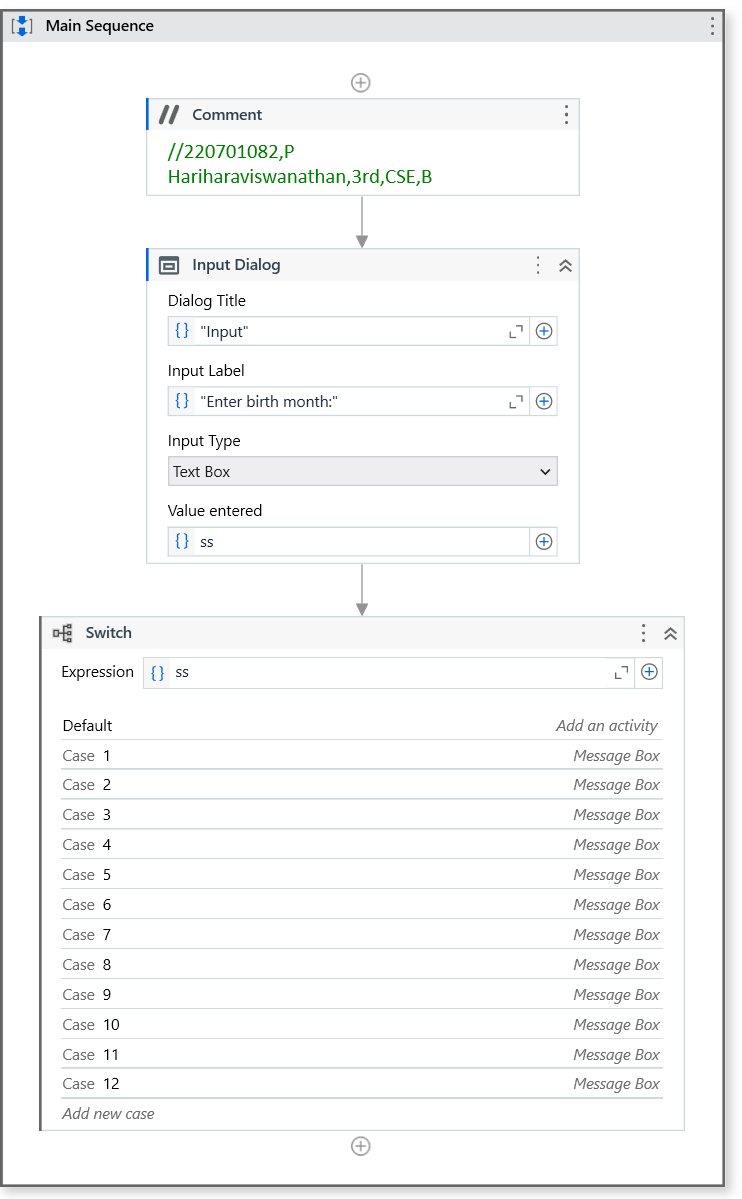 Main Sequence
Comment
//220701082,P
Hariharaviswanathan,3rd,CSE,B
Input Dialog
Dialog Title
"Input"
Input Label
"Enter birth month:"
Input Type
Text Box
Value entered
ss
Switch
Expression ss
Default Add an activity
Case 1 Message Box
Case 2 Message Box
Case 3 Message Box
Case 4 Message Box
Case 5 Message Box
Case 6 Message Box
Case 7 Message Box
Case 8 Message Box
Case 9 Message Box
Case 10 Message Box
Case 11 Message Box
Case 12 Message Box
Add new case